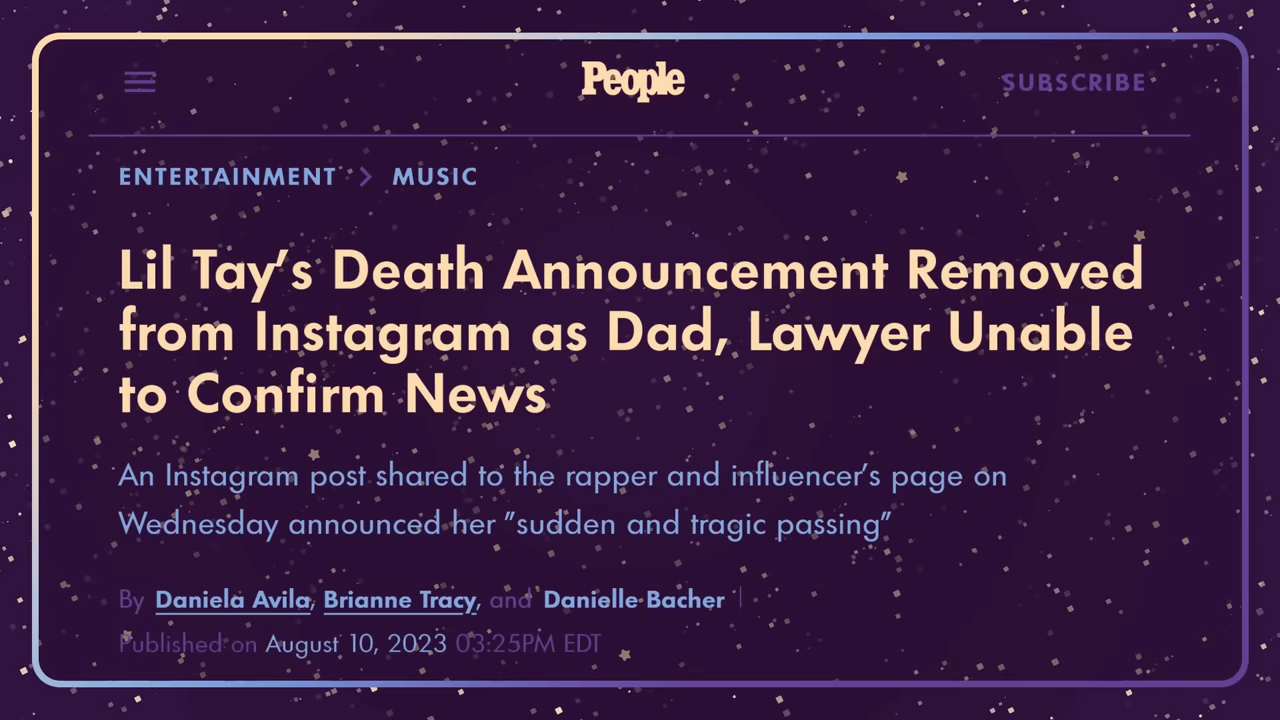 People
SUBSCRIBE
ENTERTAINMENT > MUSIC
Lil Tay’s Death Announcement Removed
from Instagram as Dad, Lawyer Unable
to Confirm News
An Instagram post shared to the rapper and influencer’s page on
Wednesday announced her ”sudden and tragic passing”
By Daniela Avila, Brianne Tracy, and Danielle Bacher |
Published on August 10, 2023 03:25PM EDT